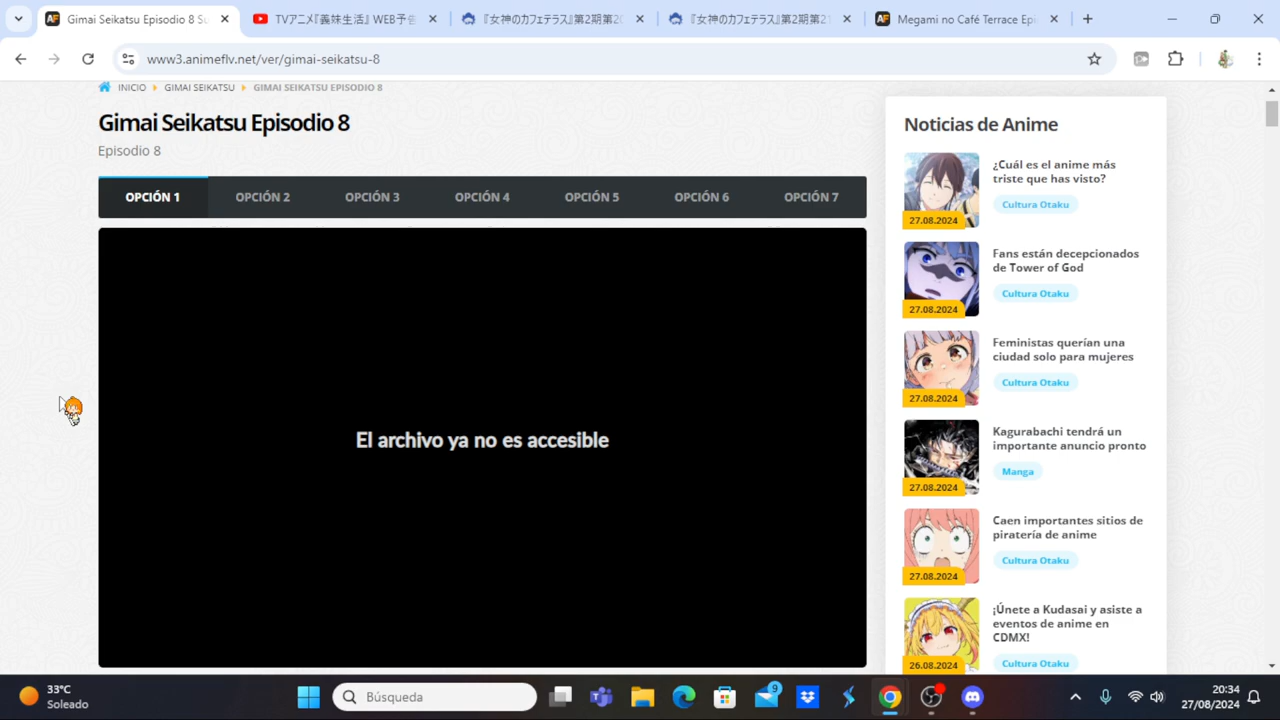 Gimai Seikatsu Episodio 8 Su
TVアニメ『義妹生活』 WEB予告
『女神のカフェテラス』第2期第20
『女神のカフェテラス』第2期第21
Megami no Café Terrace Epi
www3.animeflv.net/ver/gimai-seikatsu-8
INICIO
GIMAI SEIKATSU
GIMAI SEIKATSU EPISODIO 8
Gimai Seikatsu Episodio 8
Episodio 8
OPCIÓN 1
OPCIÓN 2
OPCIÓN 3
OPCIÓN 4
OPCIÓN 5
OPCIÓN 6
OPCIÓN 7
El archivo ya no es accesible
Noticias de Anime
¿Cuál es el anime más
triste que has visto?
Cultura Otaku
27.08.2024
Fans están decepcionados
de Tower of God
Cultura Otaku
27.08.2024
Feministas querían una
ciudad solo para mujeres
Cultura Otaku
27.08.2024
Kagurabachi tendrá un
importante anuncio pronto
Manga
27.08.2024
Caen importantes sitios de
piratería de anime
Cultura Otaku
27.08.2024
¡Únete a Kudasai y asiste a
eventos de anime en
CDMX!
Cultura Otaku
26.08.2024
33°C
Soleado
Búsqueda
9
20:34
27/08/2024